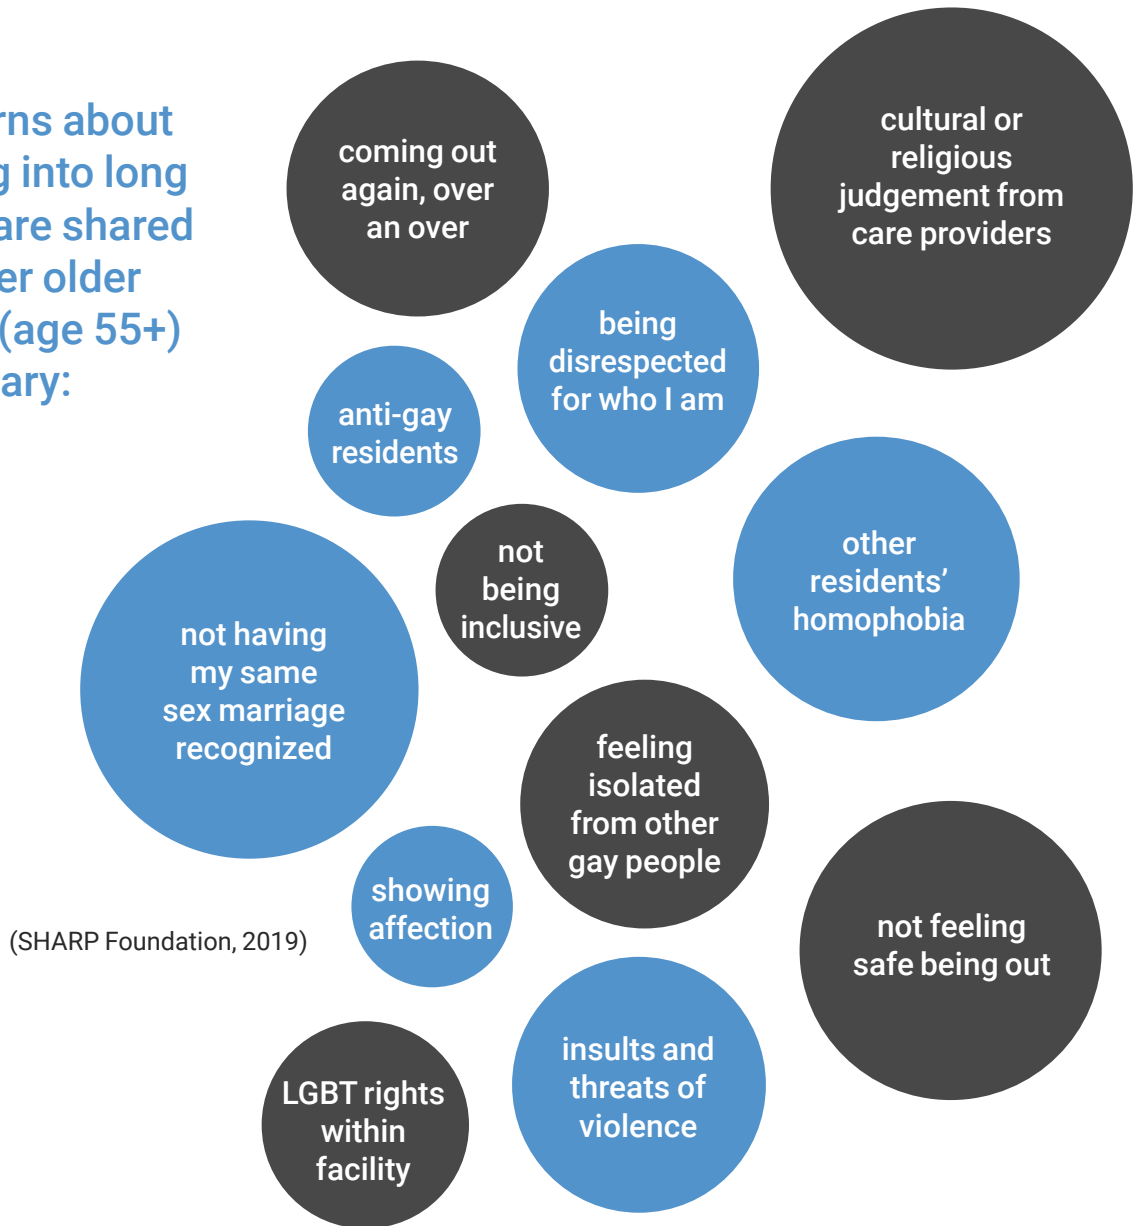 rns about
g into long
are shared
er older
(age 55+)
ary:
coming out
again, over
an over
cultural or
religious
judgement from
care providers
being
disrespected
for who I am
anti-gay
residents
not
being
inclusive
other
residents’
homophobia
not having
my same
sex marriage
recognized
feeling
isolated
from other
gay people
showing
affection
(SHARP Foundation, 2019)
not feeling
safe being out
insults and
threats of
violence
LGBT rights
within
facility